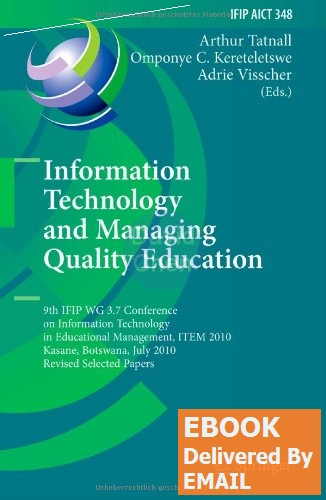 IFIP AICT 348
Arthur Tatnall
Omponye C. Kereteletswe
Adrie Visscher
(Eds.)
Information
Technology
and Managing
Quality Education
9th IFIP WG 3.7 Conference
on Information Technology
in Educational Management, ITEM 2010
Kasane, Botswana, July 2010
Revised Selected Papers
Springer
EBOOK
Delivered By
EMAIL